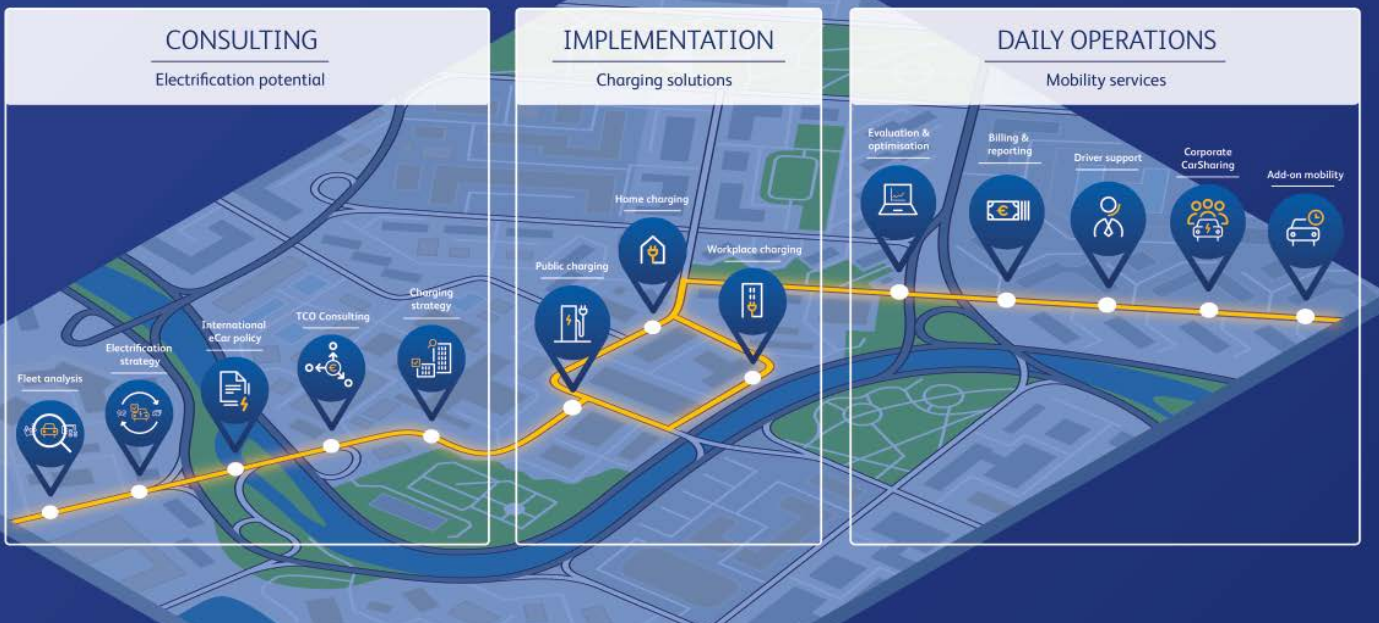 CONSULTING
Electrification potential
Fleet analysis
Electrification
strategy
International
eCar policy
TCO Consulting
Charging
strategy
IMPLEMENTATION
Charging solutions
Public charging
Home charging
Workplace charging
DAILY OPERATIONS
Mobility services
Evaluation &
optimisation
Billing &
reporting
Driver support
Corporate
CarSharing
Add-on mobility